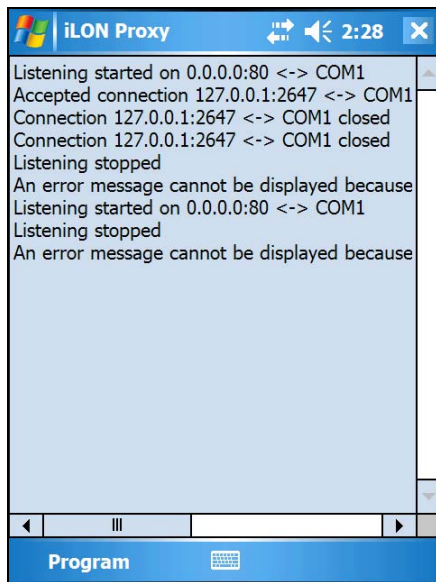 iLON Proxy 2:28
Listening started on 0.0.0.0:80 <-> COM1
Accepted connection 127.0.0.1:2647 <-> COM1
Connection 127.0.0.1:2647 <-> COM1 closed
Connection 127.0.0.1:2647 <-> COM1 closed
Listening stopped
An error message cannot be displayed because
Listening started on 0.0.0.0:80 <-> COM1
Listening stopped
An error message cannot be displayed because
Program